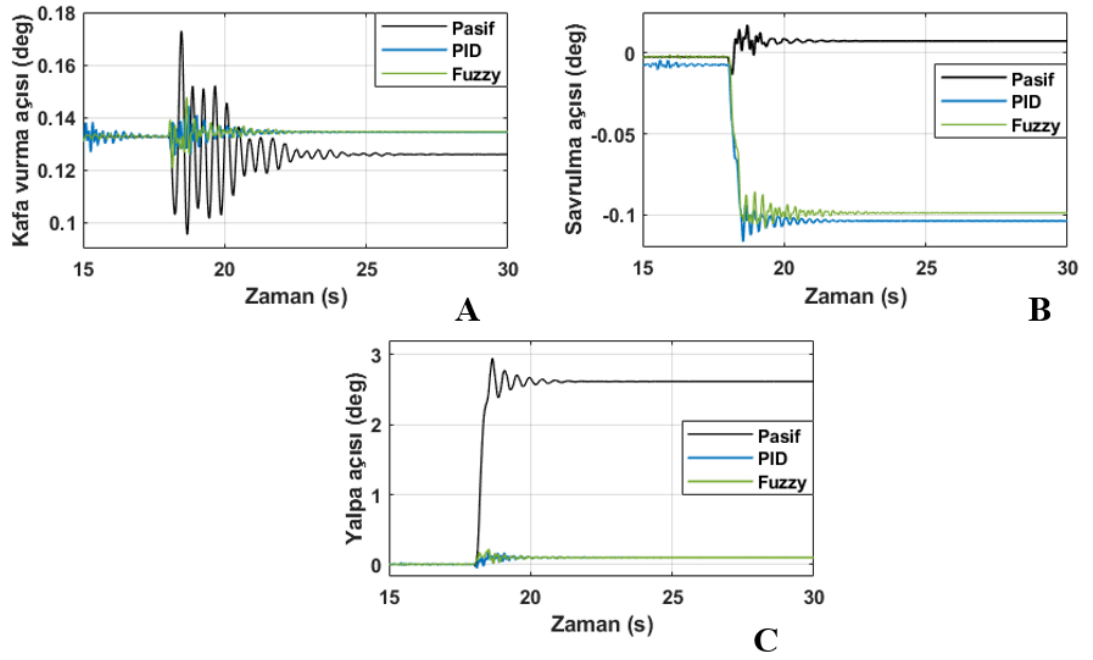 0.18
0.16
0.14
0.12
0.1
Kafa vurma açısı (deg)
Pasif
PID
Fuzzy
15 20 25 30
Zaman (s)
A
0
-0.05
-0.1
Savrulma açısı (deg)
Pasif
PID
Fuzzy
15 20 25 30
Zaman (s)
B
3
2
1
0
Yalpa açısı (deg)
Pasif
PID
Fuzzy
15 20 25 30
Zaman (s)
C